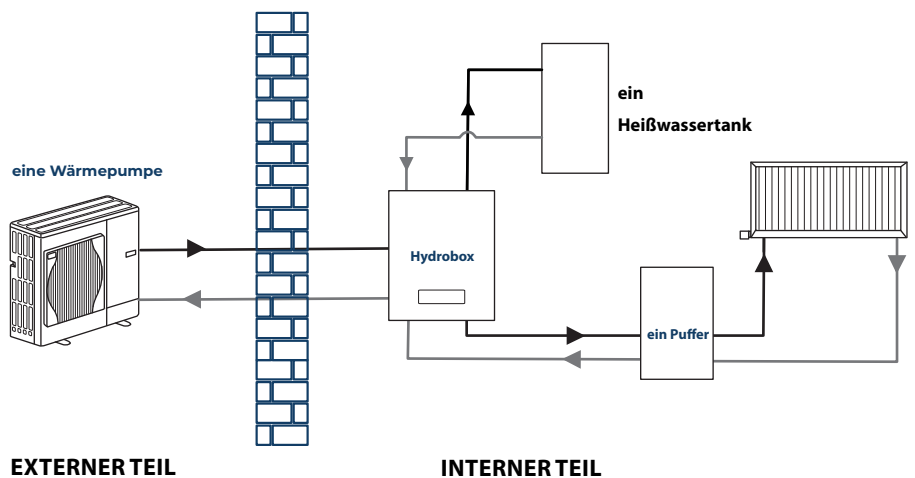 ein
Heißwassertank
eine Wärmepumpe
Hydrobox
ein Puffer
EXTERNER TEIL
INTERNER TEIL